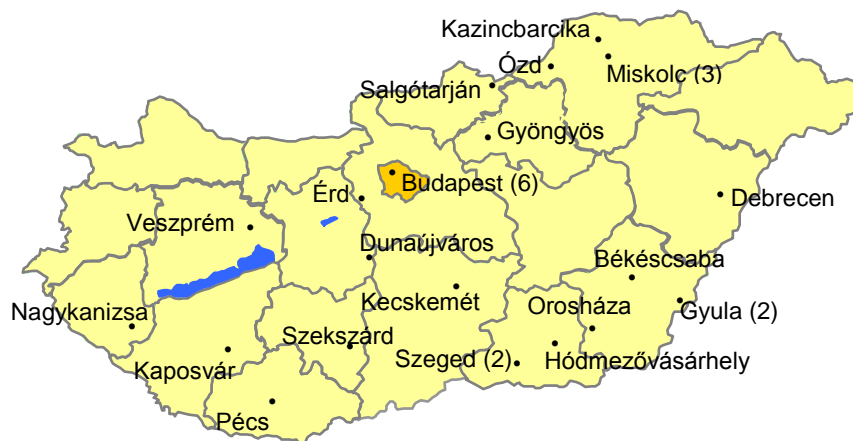 Kazincbarcika
Ózd
Miskolc (3)
Salgótarján
Gyöngyös
Budapest (6)
Érd
Debrecen
Veszprém
Dunaújváros
Békéscsaba
Kecskemét
Orosháza
Gyula (2)
Nagykanizsa
Szekszárd
Kaposvár
Szeged (2)
Hódmezővásárhely
Pécs